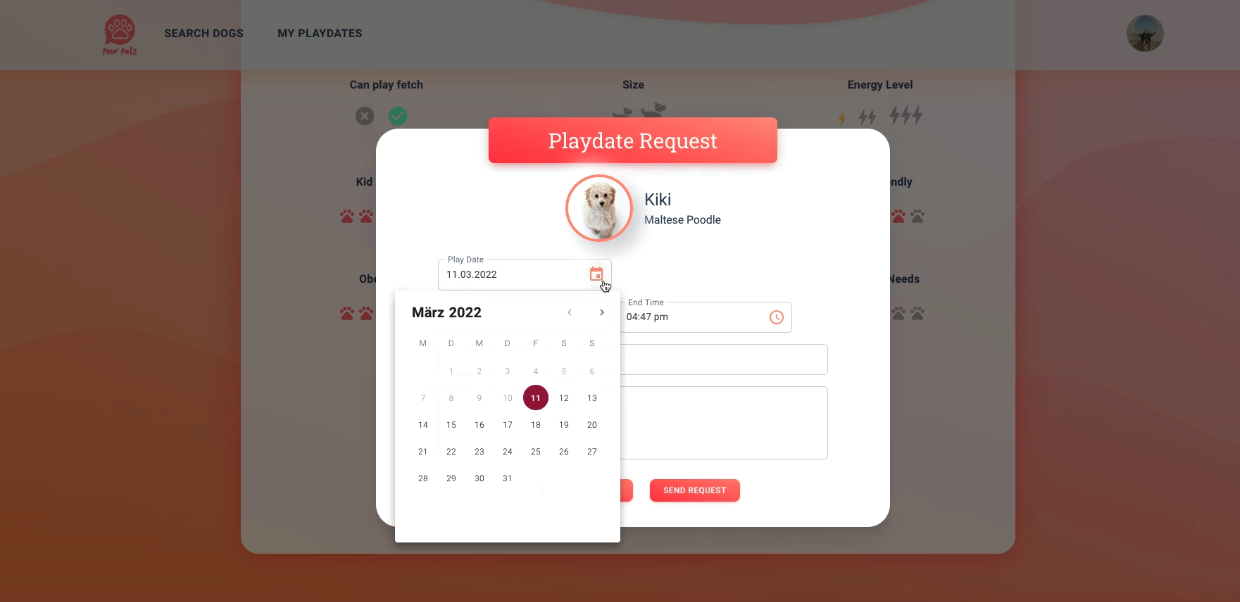 Paw Pals
SEARCH DOGS
MY PLAYDATES
Can play fetch
Size
Energy Level
Playdate Request
Kid
ndly
Kiki
Maltese Poodle
Play Date
11.03.2022
Obe
Needs
März 2022
End Time
04:47 pm
M D M D F S S
1 2 3 4 5 6
7 8 9 10 11 12 13
14 15 16 17 18 19 20
21 22 23 24 25 26 27
28 29 30 31
SEND REQUEST